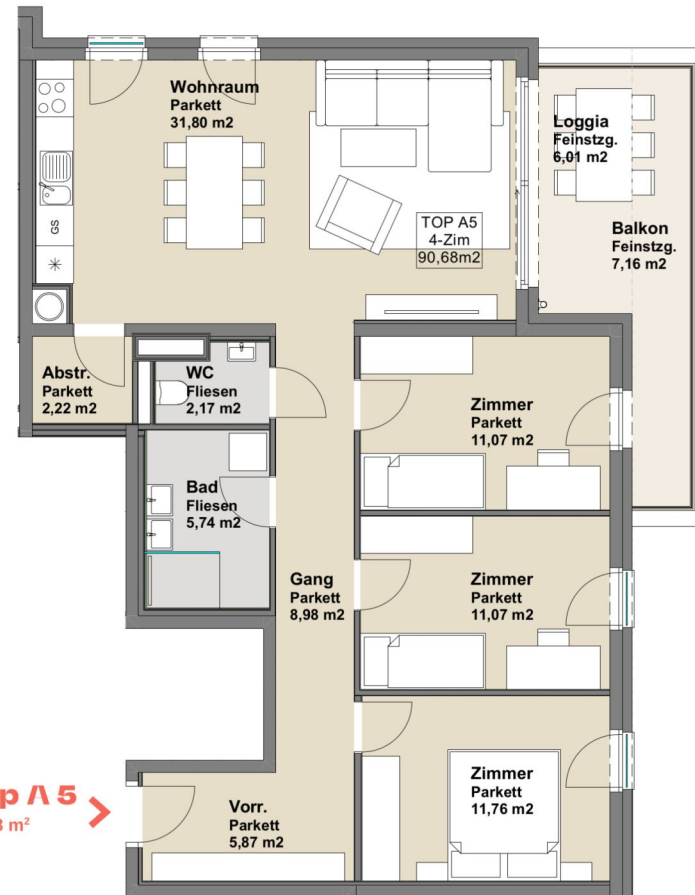 Wohnraum
Parkett
31,80 m2
Loggia
Feinstzg.
6,01 m2
TOP A5
4-Zim
90,68m2
Balkon
Feinstzg.
7,16 m2
GS
Abstr.
Parkett
2,22 m2
WC
Fliesen
2,17 m2
Zimmer
Parkett
11,07 m2
Bad
Fliesen
5,74 m2
Gang
Parkett
8,98 m2
Zimmer
Parkett
11,07 m2
Zimmer
Parkett
11,76 m2
Vorr.
Parkett
5,87 m2
p A 5
m²